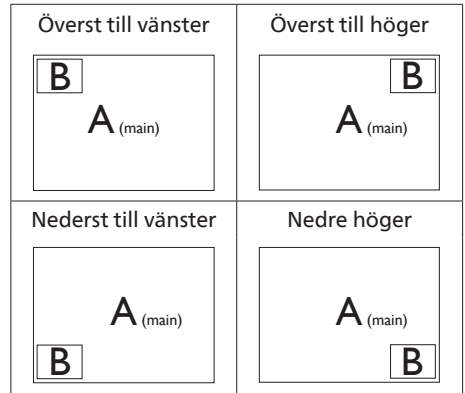 Överst till vänster
B
A (main)
Överst till höger
B
A (main)
Nederst till vänster
A (main)
B
Nedre höger
A (main)
B